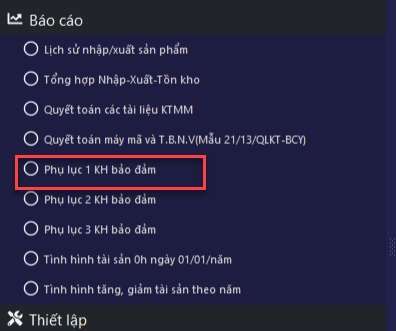 Báo cáo
Lịch sử nhập/xuất sản phẩm
Tổng hợp Nhập-Xuất-Tồn kho
Quyết toán các tài liệu KTMM
Quyết toán máy mã và T.B.N.V(Mẫu 21/13/QLKT-BCY)
Phụ lục 1 KH bảo đảm
Phụ lục 2 KH bảo đảm
Phụ lục 3 KH bảo đảm
Tình hình tài sản 0h ngày 01/01/năm
Tình hình tăng, giảm tài sản theo năm
Thiết lập